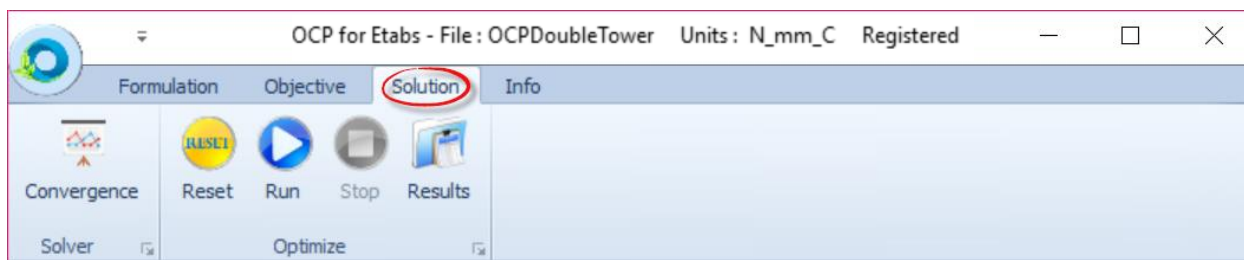 OCP for Etabs - File : OCPDoubleTower Units : N_mm_C Registered
Formulation Objective Solution Info
RESET
Convergence Reset Run Stop Results
Solver Optimize